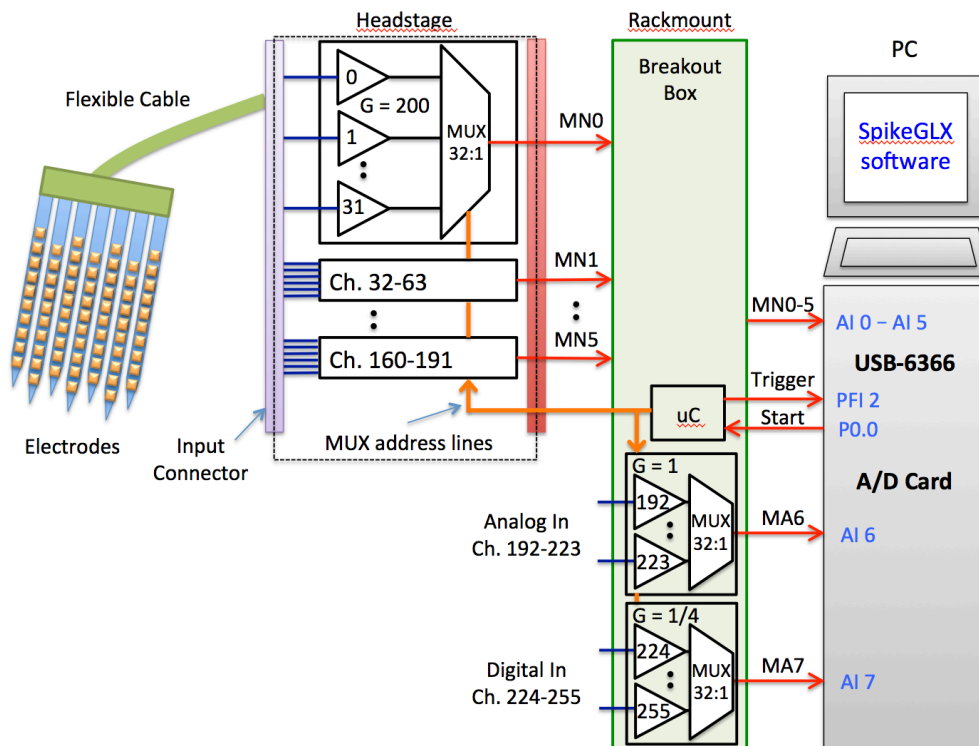 Headstage
Rackmount
PC
Flexible Cable
0
G = 200
1
31
MUX
32:1
MN0
Breakout
Box
SpikeGLX
software
Ch. 32-63
MN1
Ch. 160-191
MN5
MN0-5
AI 0 – AI 5
USB-6366
Trigger
PFI 2
uC
Start
P0.0
Electrodes
Input
Connector
MUX address lines
A/D Card
G = 1
192
223
MUX
32:1
Analog In
Ch. 192-223
MA6
AI 6
G = 1/4
224
255
MUX
32:1
Digital In
Ch. 224-255
MA7
AI 7